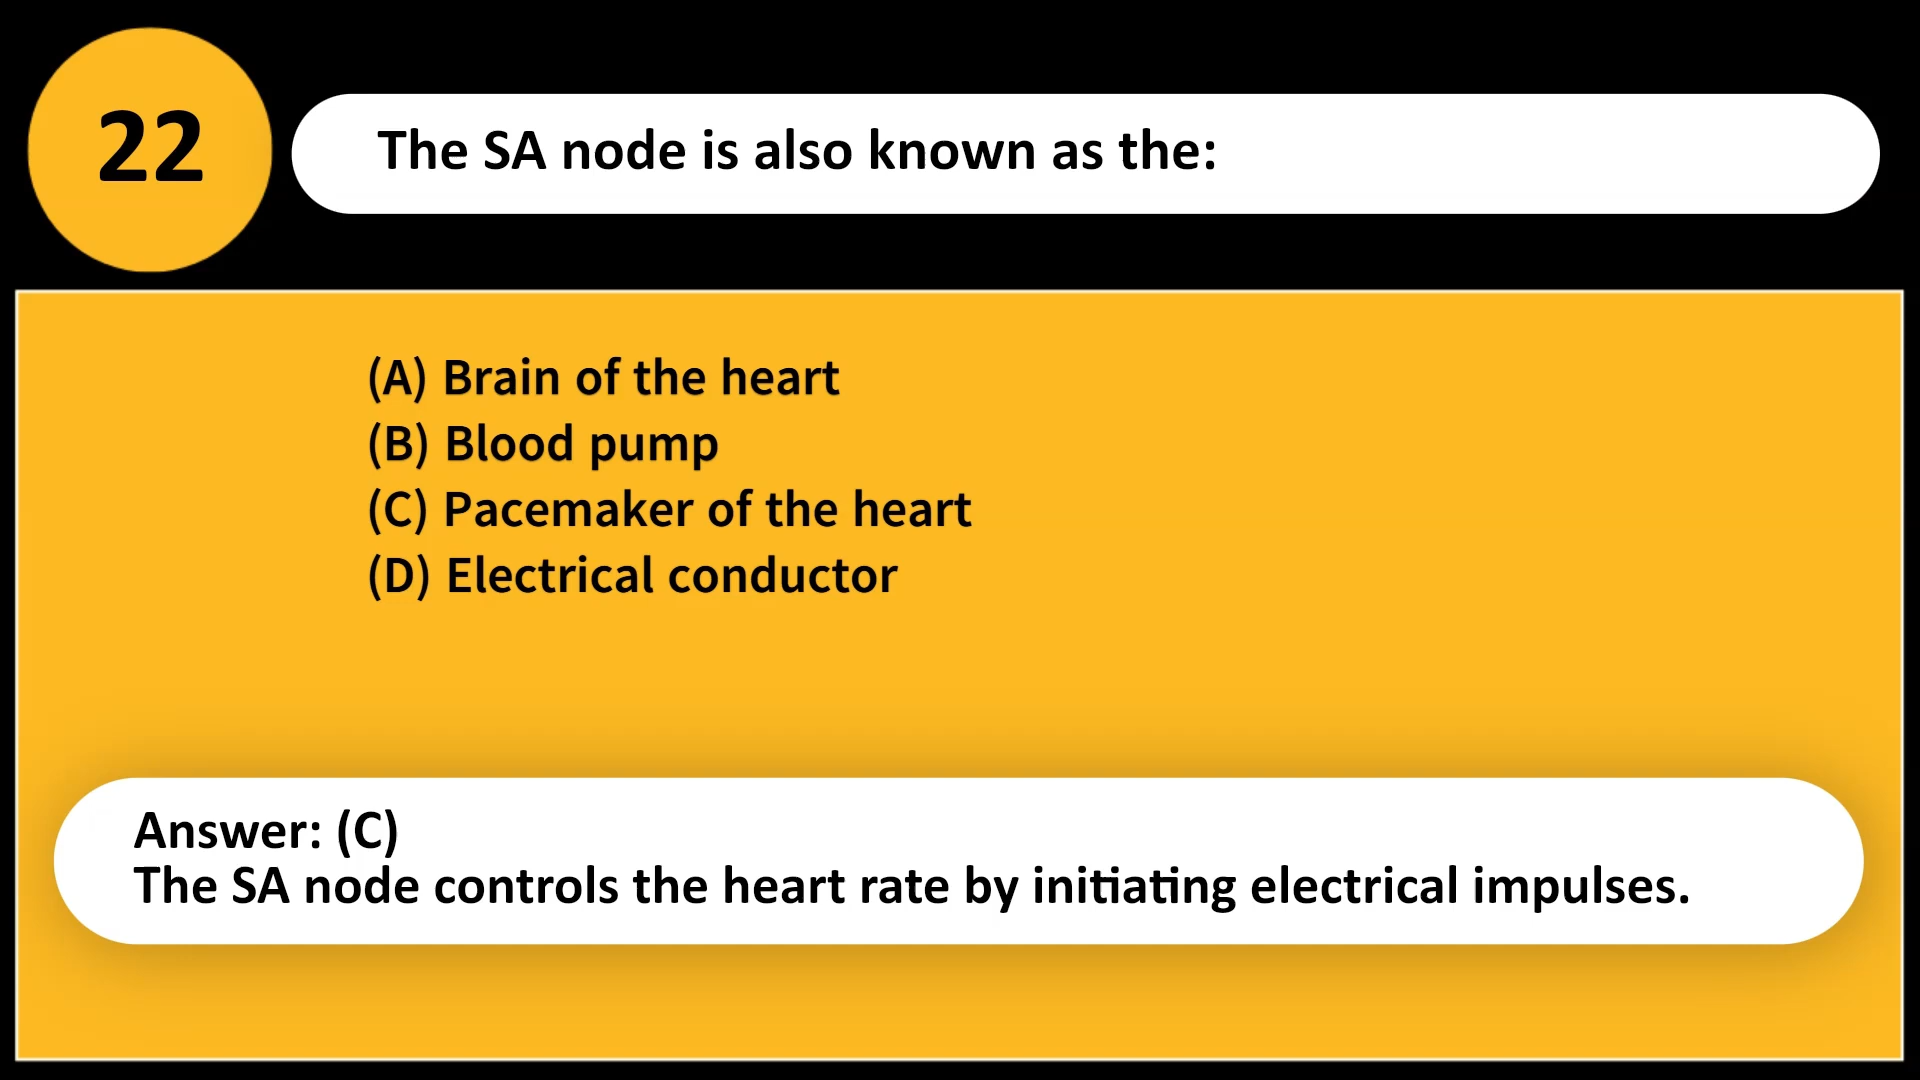 22
The SA node is also known as the:
(A) Brain of the heart
(B) Blood pump
(C) Pacemaker of the heart
(D) Electrical conductor
Answer: (C)
The SA node controls the heart rate by initiating electrical impulses.